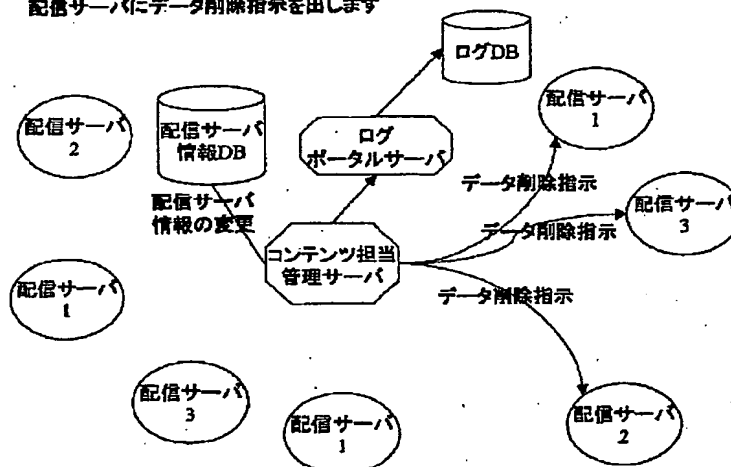 配信サーバにデータ削除指示を出します
ログDB
配信サーバ
1
配信サーバ
2
配信サーバ
情報DB
ログ
ポータルサーバ
データ削除指示
配信サーバ
情報の変更
配信サーバ
3
データ削除指示
コンテンツ担当
管理サーバ
データ削除指示
配信サーバ
1
配信サーバ
3
配信サーバ
1
配信サーバ
2